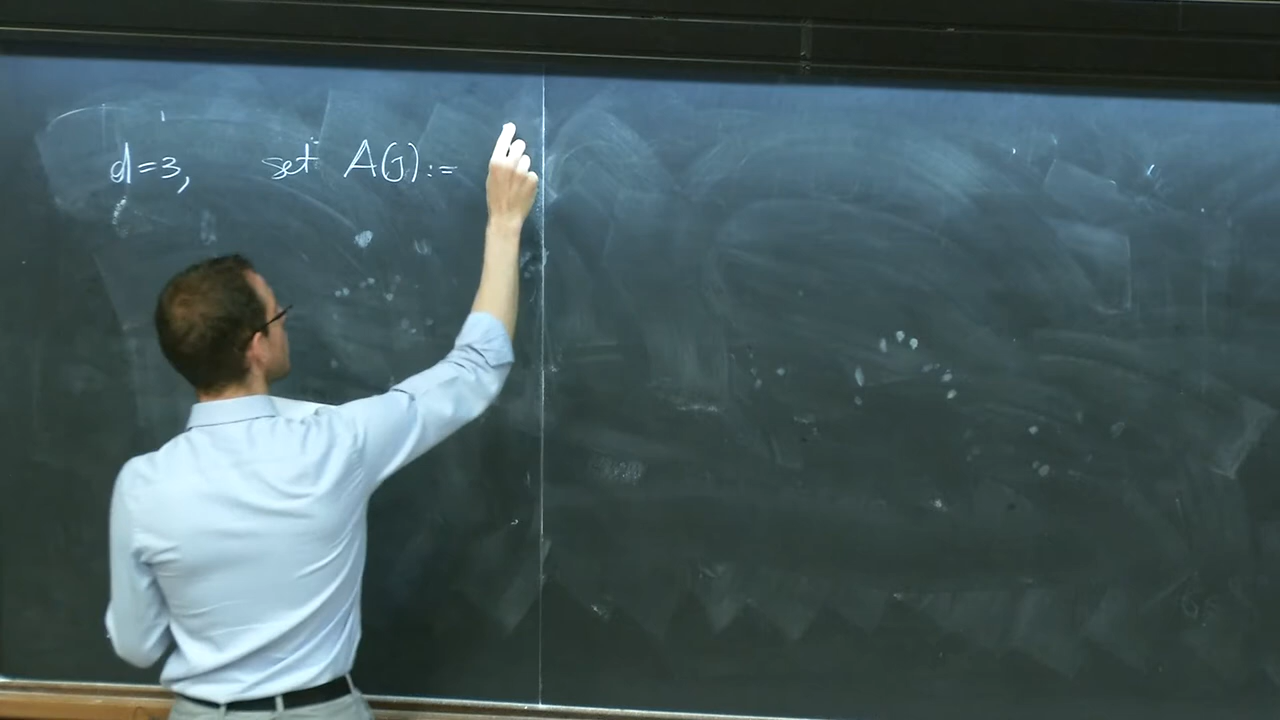 d=3, set A(j):=